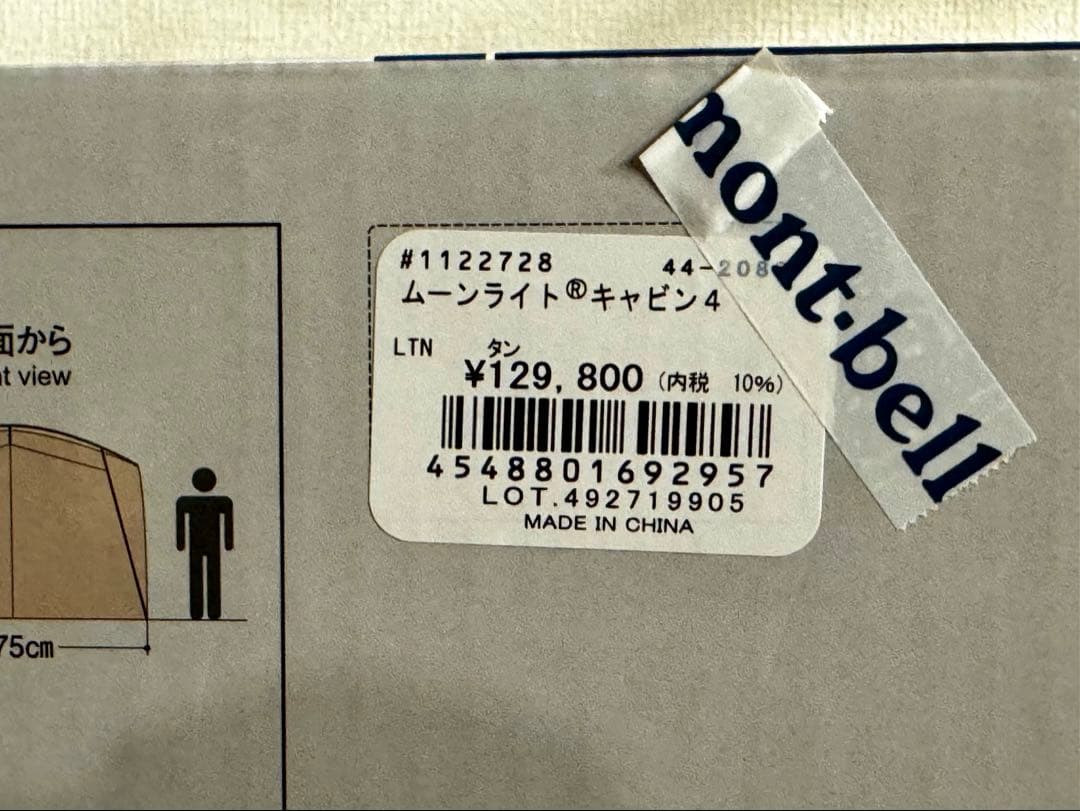 #1122728 44-208
ムーンライト®キャビン4
LTN タン
¥129,800 (内税 10%)
4548801692957
LOT.492719905
MADE IN CHINA
mont-bell
面から
nt view
75cm